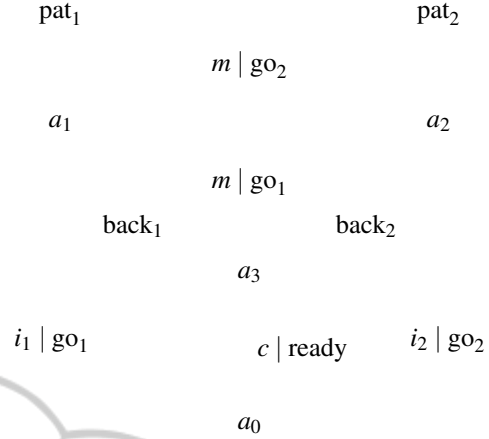 pat₁ pat₂
m | go₂
a₁ a₂
m | go₁
back₁ back₂
a₃
i₁ | go₁ c | ready i₂ | go₂
a₀